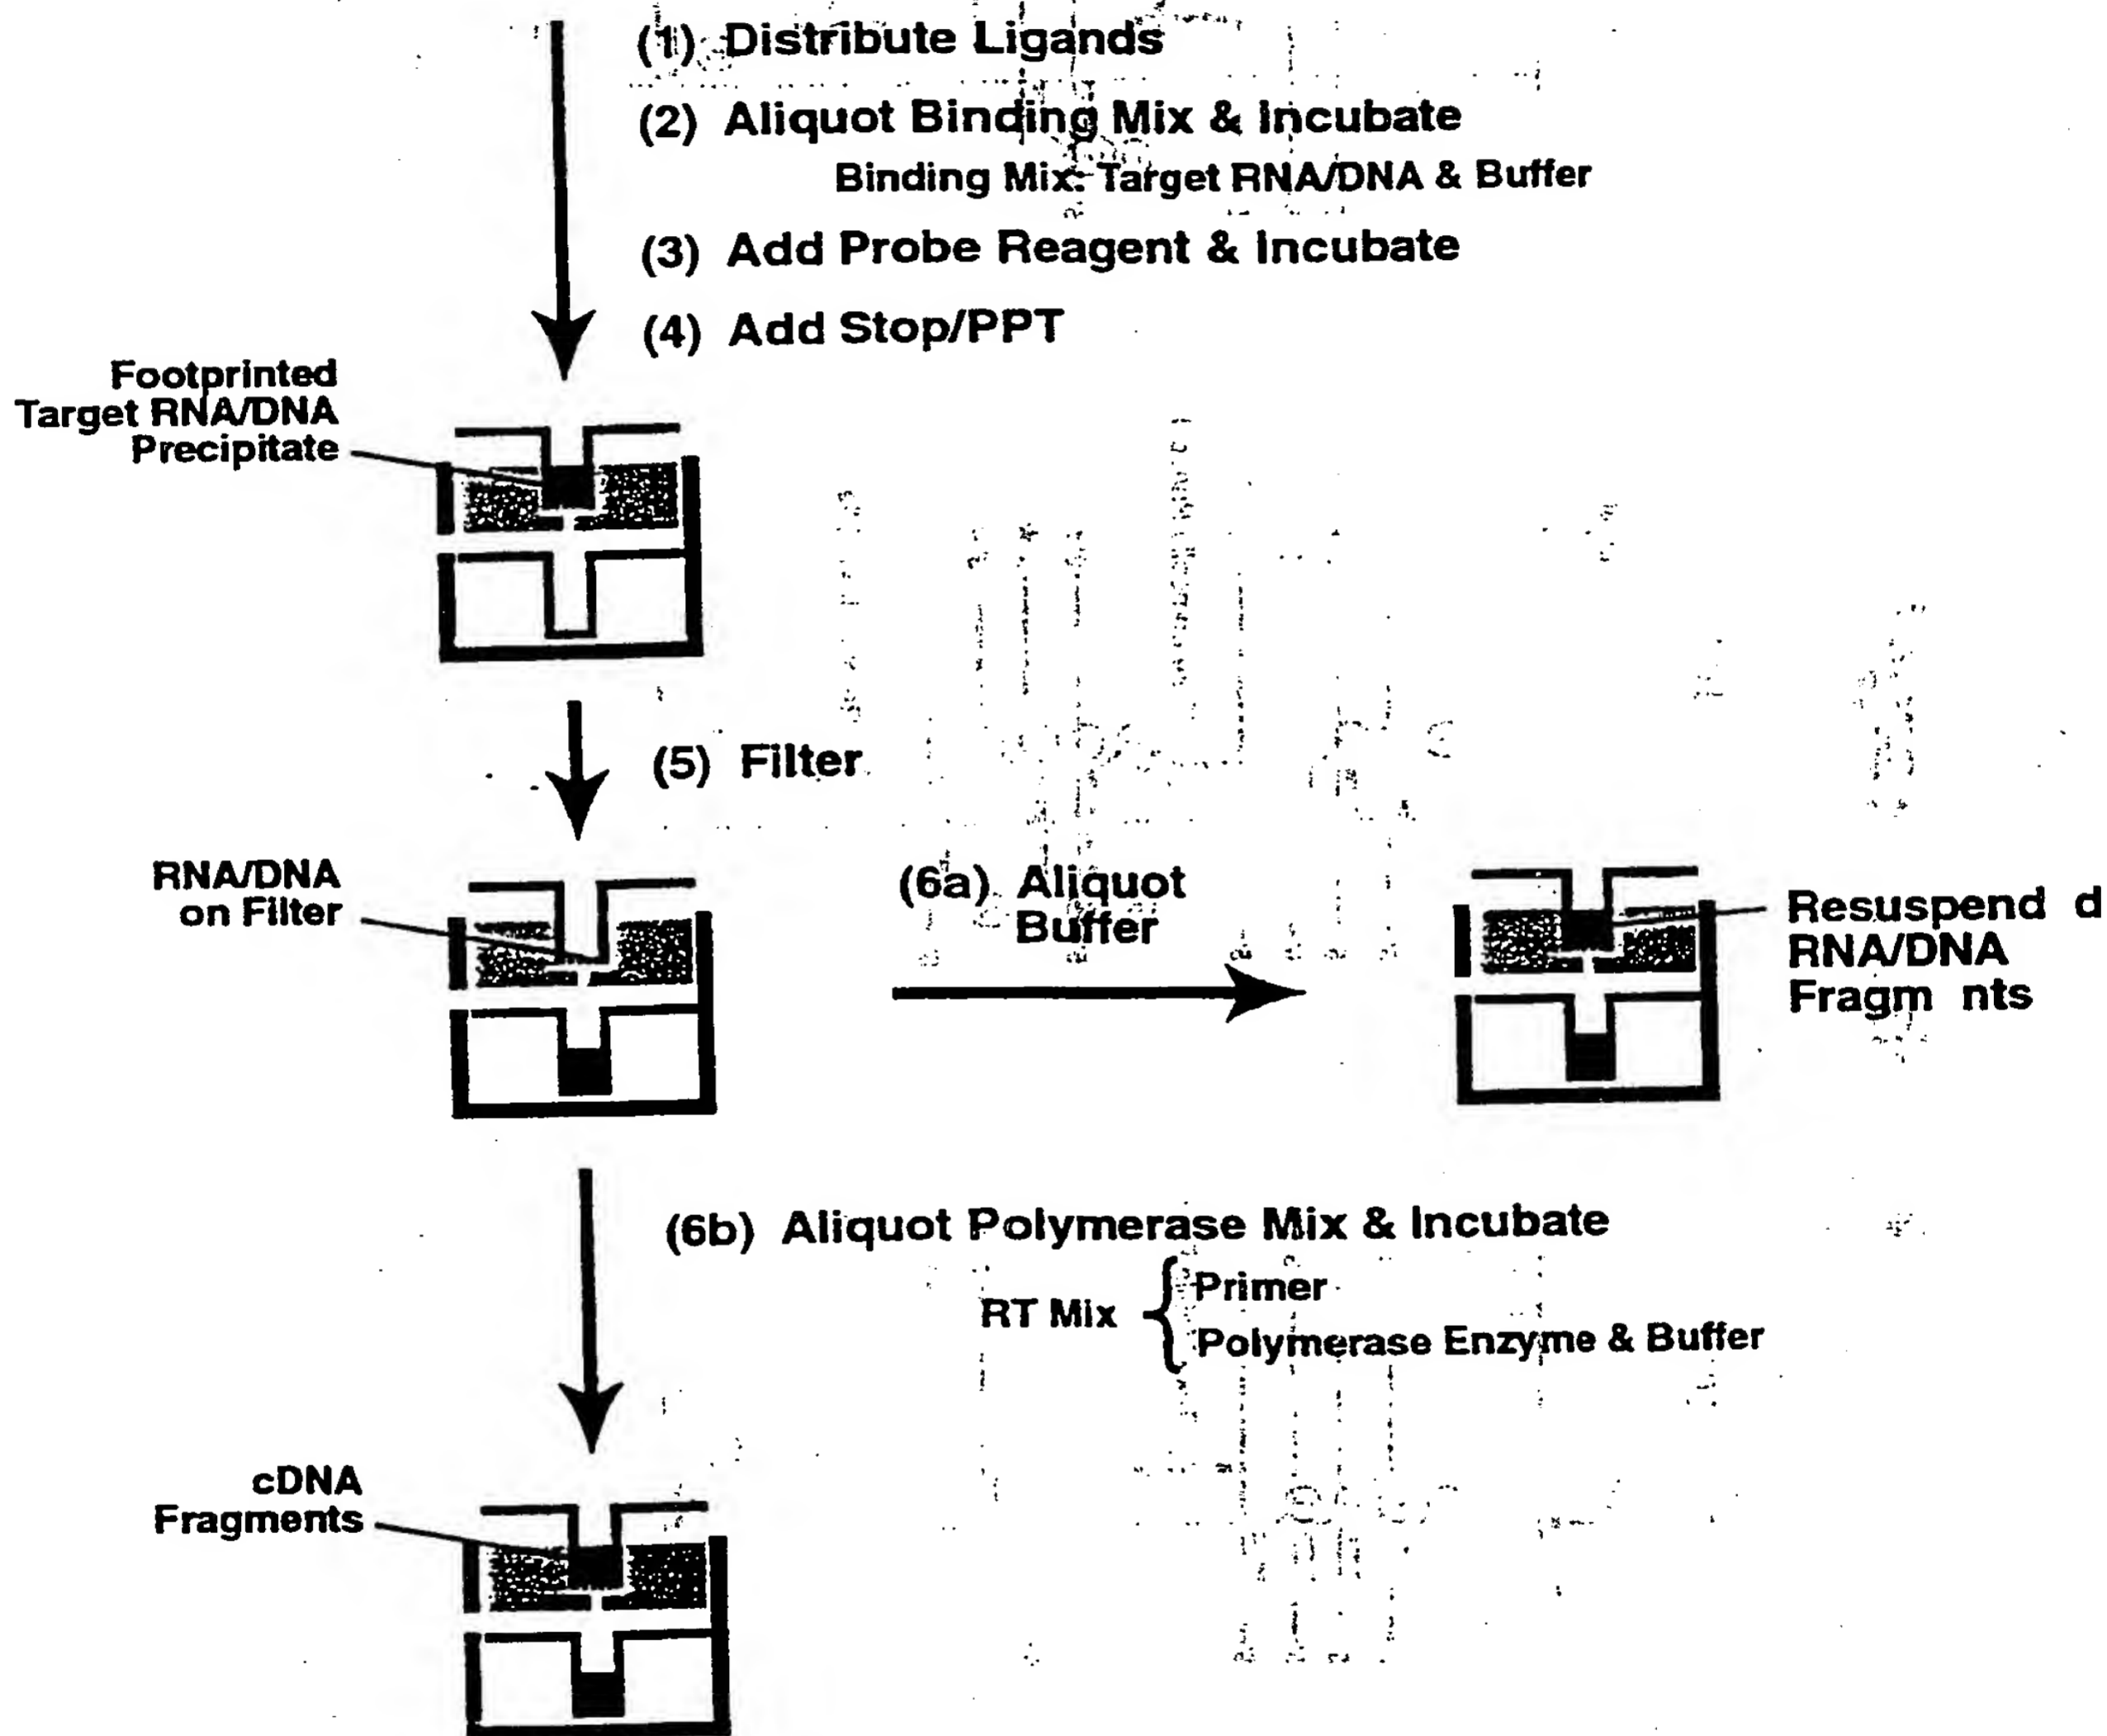 (1) Distribute Ligands
(2) Aliquot Binding Mix & Incubate
Binding Mix: Target RNA/DNA & Buffer
(3) Add Probe Reagent & Incubate
(4) Add Stop/PPT
Footprinted
Target RNA/DNA
Precipitate
(5) Filter
RNA/DNA
on Filter
(6a) Aliquot
Buffer
Resuspend d
RNA/DNA
Fragm nts
(6b) Aliquot Polymerase Mix & Incubate
RT Mix { Primer
Polymerase Enzyme & Buffer
cDNA
Fragments